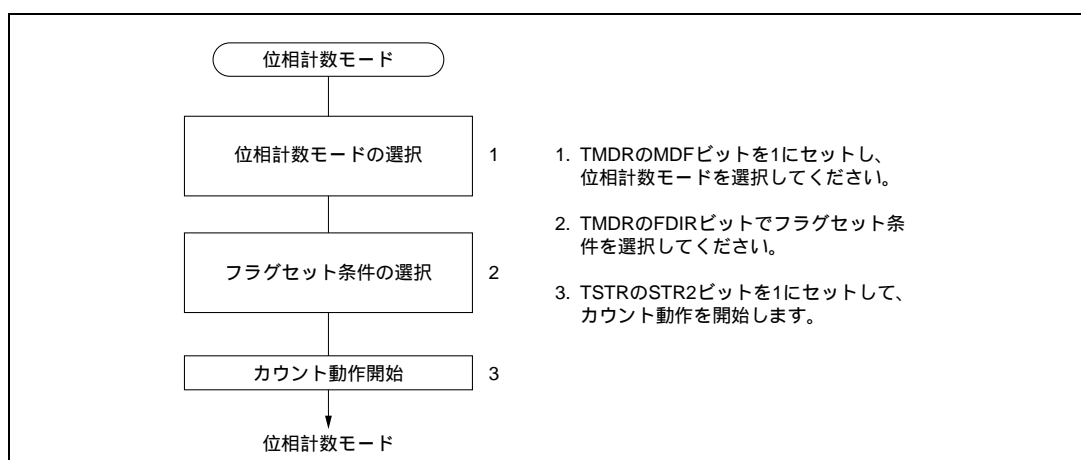 位相計数モード
位相計数モードの選択 1
フラグセット条件の選択 2
カウント動作開始 3
位相計数モード
1. TMDRのMDFビットを1にセットし、
位相計数モードを選択してください。
2. TMDRのFDIRビットでフラグセット条
件を選択してください。
3. TSTRのSTR2ビットを1にセットして、
カウント動作を開始します。